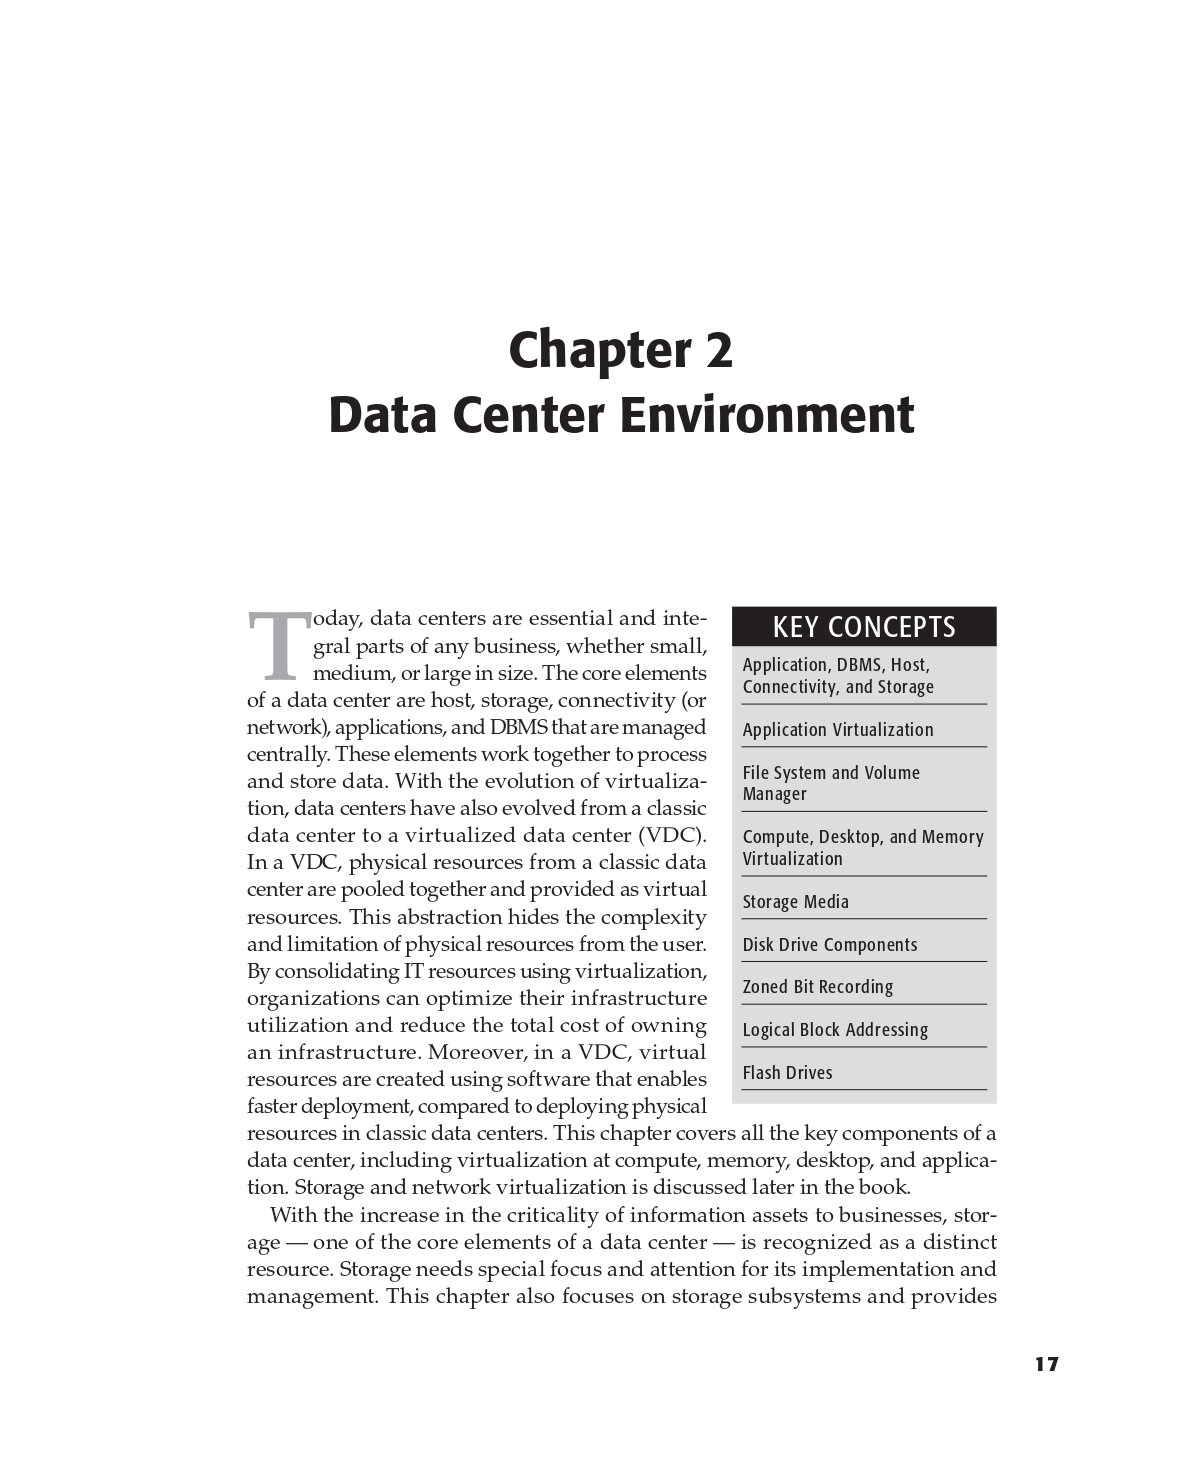 Chapter 2
Data Center Environment
Today, data centers are essential and inte-
gral parts of any business, whether small,
medium, or large in size. The core elements
of a data center are host, storage, connectivity (or
network), applications, and DBMS that are managed
centrally. These elements work together to process
and store data. With the evolution of virtualiza-
tion, data centers have also evolved from a classic
data center to a virtualized data center (VDC).
In a VDC, physical resources from a classic data
center are pooled together and provided as virtual
resources. This abstraction hides the complexity
and limitation of physical resources from the user.
By consolidating IT resources using virtualization,
organizations can optimize their infrastructure
utilization and reduce the total cost of owning
an infrastructure. Moreover, in a VDC, virtual
resources are created using software that enables
faster deployment, compared to deploying physical
resources in classic data centers. This chapter covers all the key components of a
data center, including virtualization at compute, memory, desktop, and applica-
tion. Storage and network virtualization is discussed later in the book.
With the increase in the criticality of information assets to businesses, stor-
age — one of the core elements of a data center — is recognized as a distinct
resource. Storage needs special focus and attention for its implementation and
management. This chapter also focuses on storage subsystems and provides
KEY CONCEPTS
Application, DBMS, Host,
Connectivity, and Storage
Application Virtualization
File System and Volume
Manager
Compute, Desktop, and Memory
Virtualization
Storage Media
Disk Drive Components
Zoned Bit Recording
Logical Block Addressing
Flash Drives
17